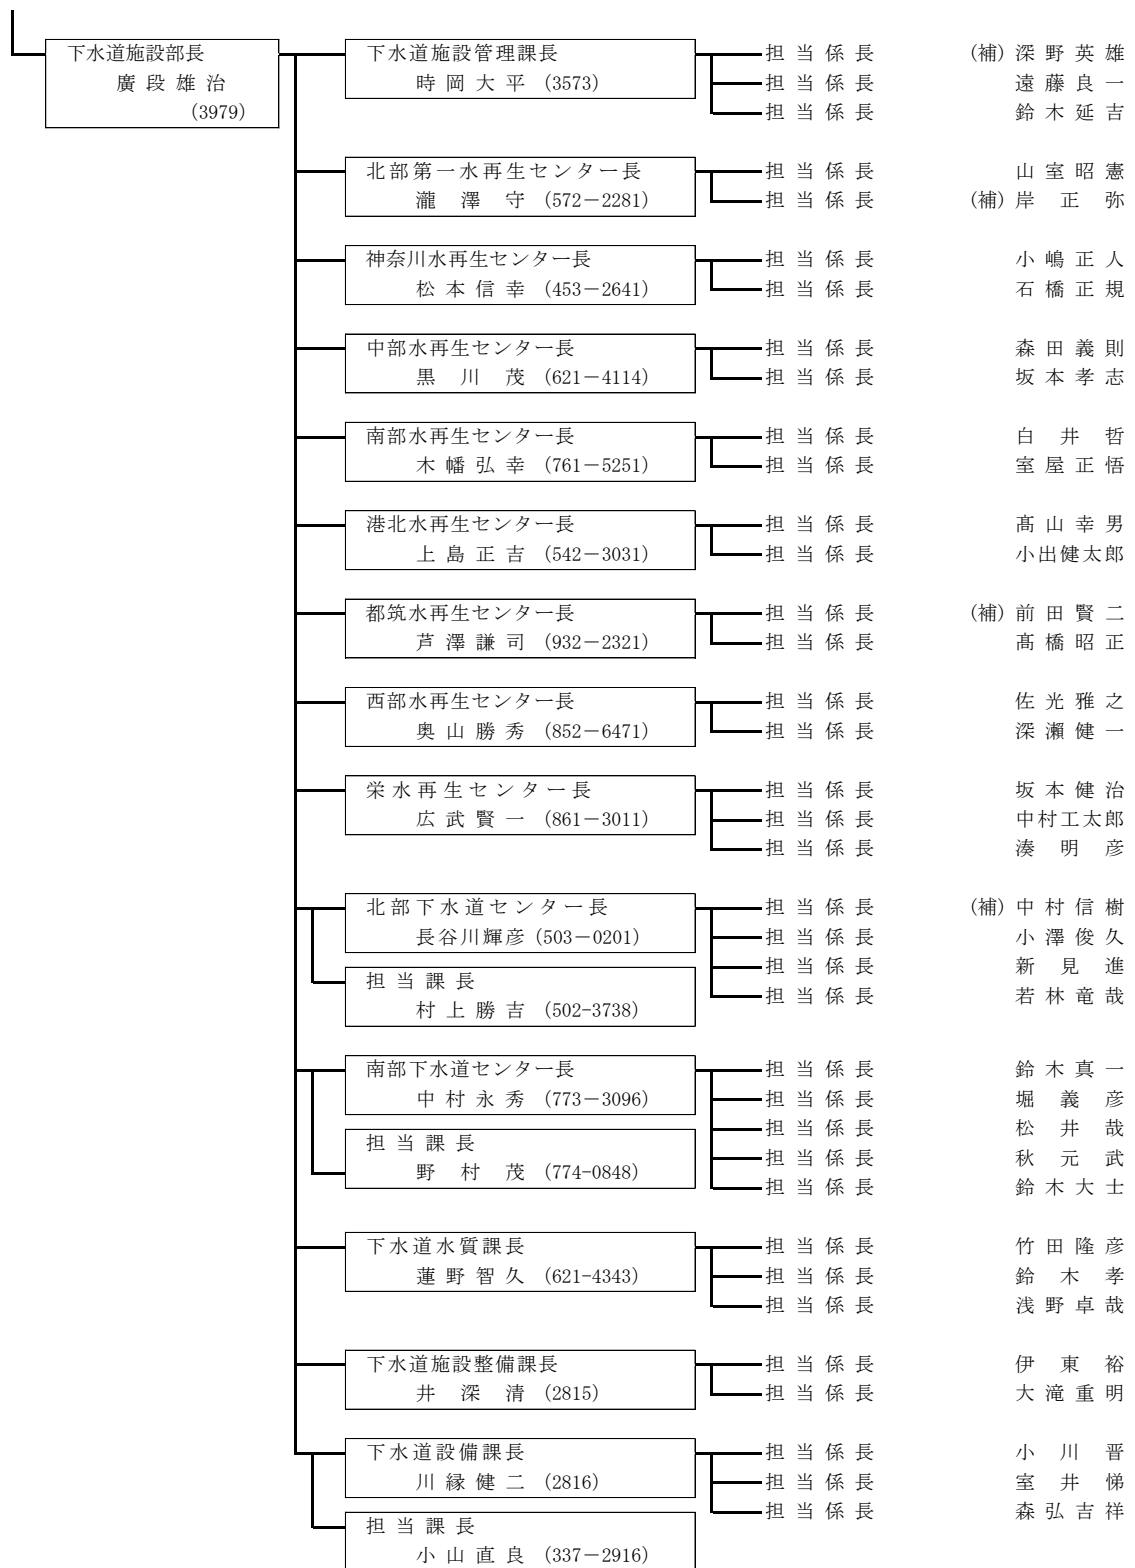 下水道施設部長
廣段雄治
(3979)
下水道施設管理課長 担当係長 (補) 深野英雄
時岡大平 (3573) 担当係長 遠藤良一
担当係長 鈴木延吉
北部第一水再生センター長 担当係長 山室昭憲
瀧澤守 (572－2281) 担当係長 (補) 岸正弥
神奈川水再生センター長 担当係長 小嶋正人
松本信幸 (453－2641) 担当係長 石橋正規
中部水再生センター長 担当係長 森田義則
黒川茂 (621－4114) 担当係長 坂本孝志
南部水再生センター長 担当係長 白井哲
木幡弘幸 (761－5251) 担当係長 室屋正悟
港北水再生センター長 担当係長 髙山幸男
上島正吉 (542－3031) 担当係長 小出健太郎
都筑水再生センター長 担当係長 (補) 前田賢二
芦澤謙司 (932－2321) 担当係長 髙橋昭正
西部水再生センター長 担当係長 佐光雅之
奥山勝秀 (852－6471) 担当係長 深瀬健一
栄水再生センター長 担当係長 坂本健治
広武賢一 (861－3011) 担当係長 中村工太郎
担当係長 湊明彦
北部下水道センター長 担当係長 (補) 中村信樹
長谷川輝彦 (503－0201) 担当係長 小澤俊久
担当課長 担当係長 新見進
村上勝吉 (502-3738) 担当係長 若林竜哉
南部下水道センター長 担当係長 鈴木真一
中村永秀 (773－3096) 担当係長 堀義彦
担当課長 担当係長 松井哉
野村茂 (774-0848) 担当係長 秋元武
担当係長 鈴木大士
下水道水質課長 担当係長 竹田隆彦
蓮野智久 (621-4343) 担当係長 鈴木孝
担当係長 浅野卓哉
下水道施設整備課長 担当係長 伊東裕
井深清 (2815) 担当係長 大滝重明
下水道設備課長 担当係長 小川晋
川縁健二 (2816) 担当係長 室井悌
担当課長 担当係長 森弘吉祥
小山直良 (337－2916)